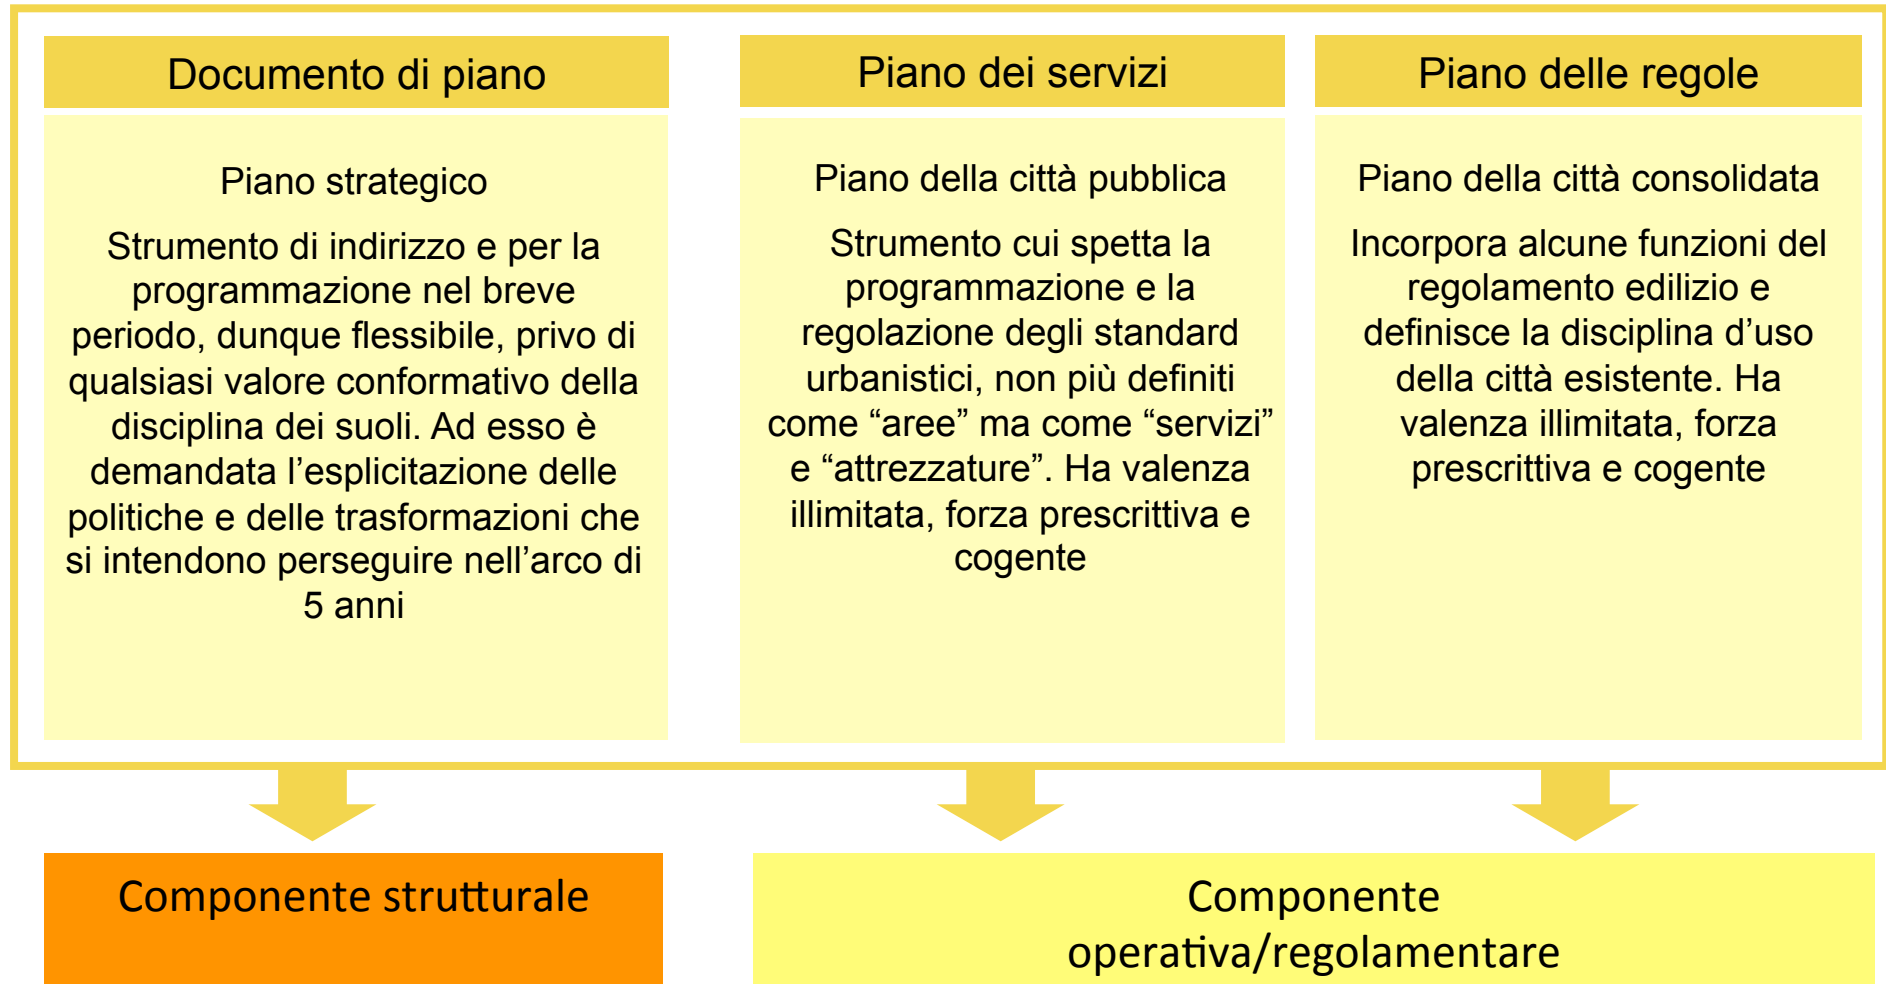 Documento di piano
Piano strategico
Strumento di indirizzo e per la
programmazione nel breve
periodo, dunque flessibile, privo di
qualsiasi valore conformativo della
disciplina dei suoli. Ad esso è
demandata l’esplicitazione delle
politiche e delle trasformazioni che
si intendono perseguire nell’arco di
5 anni
Piano dei servizi
Piano della città pubblica
Strumento cui spetta la
programmazione e la
regolazione degli standard
urbanistici, non più definiti
come “aree” ma come “servizi”
e “attrezzature”. Ha valenza
illimitata, forza prescrittiva e
cogente
Piano delle regole
Piano della città consolidata
Incorpora alcune funzioni del
regolamento edilizio e
definisce la disciplina d’uso
della città esistente. Ha
valenza illimitata, forza
prescrittiva e cogente
Componente strutturale
Componente
operativa/regolamentare